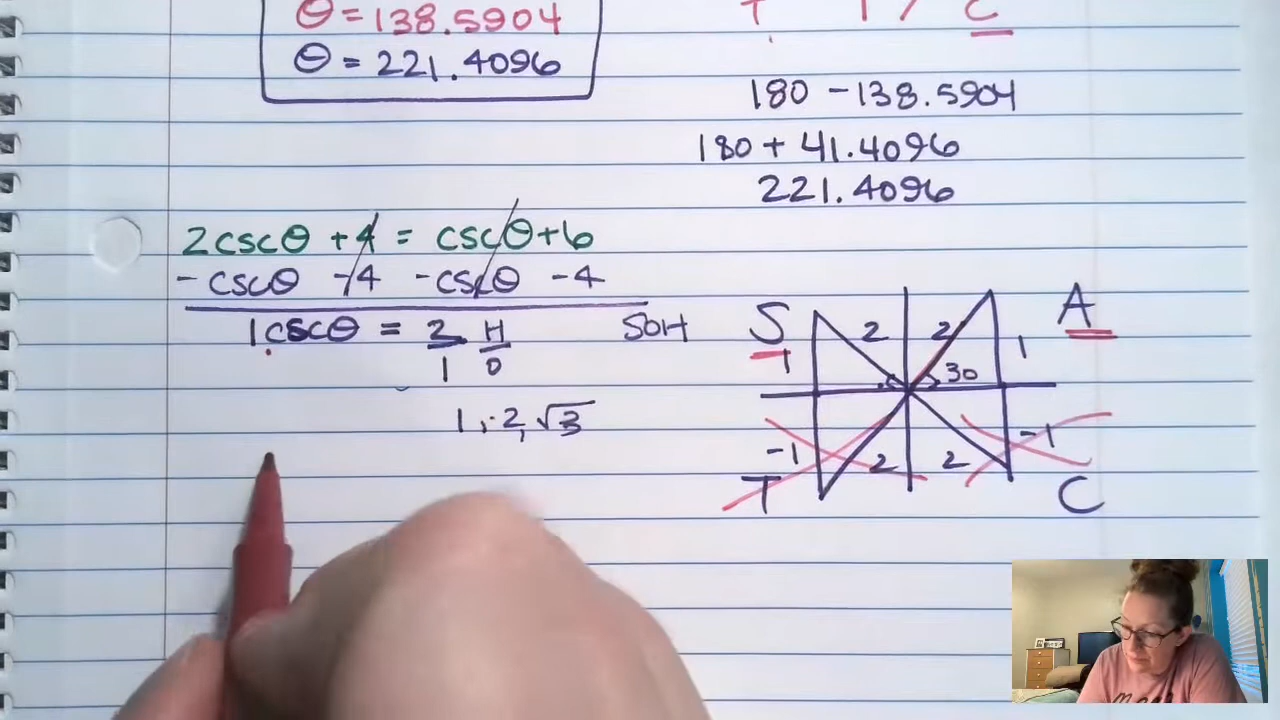 θ = 138.5904
θ = 221.4096
C
180 - 138.5904
180 + 41.4096
221.4096
2cscθ + 4 = cscθ + 6
- cscθ - 4 - cscθ - 4
1cscθ = 2/1 H/O SOH
1, 2, √3
S A
2 2
1 1
30
-1 -1
2 2
T C